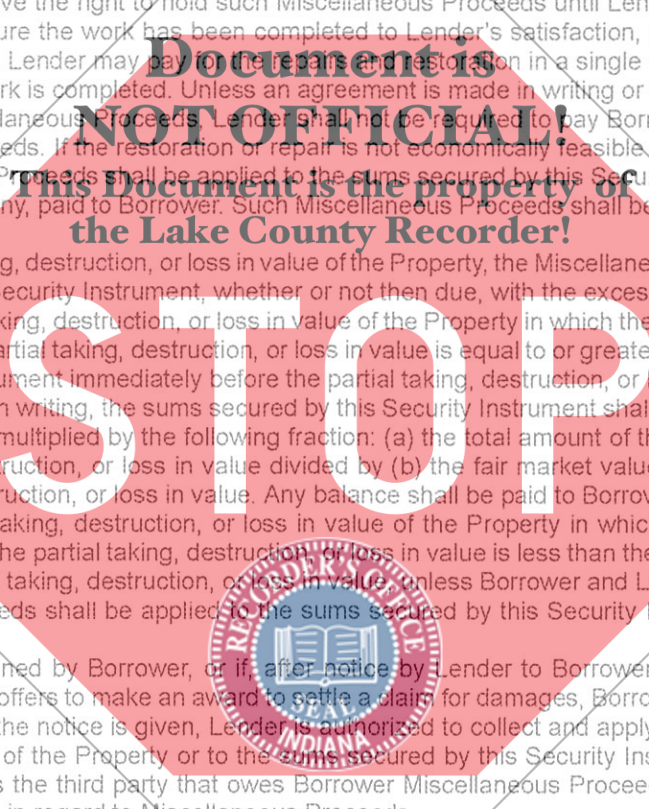 ve the right to hold such Miscellaneous Proceeds until Len
ure the work has been completed to Lender's satisfaction,
Lender may pay for the repairs and restoration in a single
rk is completed. Unless an agreement is made in writing or
laneous Proceeds, Lender shall not be required to pay Borr
eds. If the restoration or repair is not economically feasible
Proceeds shall be applied to the sums secured by this Secu
ny, paid to Borrower. Such Miscellaneous Proceeds shall be
Document is
NOT OFFICIAL!
This Document is the property of
the Lake County Recorder!
g, destruction, or loss in value of the Property, the Miscellane
Security Instrument, whether or not then due, with the exces
king, destruction, or loss in value of the Property in which the
artial taking, destruction, or loss in value is equal to or greate
ument immediately before the partial taking, destruction, or
n writing, the sums secured by this Security Instrument shal
multiplied by the following fraction: (a) the total amount of th
ruction, or loss in value divided by (b) the fair market value
ruction, or loss in value. Any balance shall be paid to Borrow
STOP
aking, destruction, or loss in value of the Property in whic
he partial taking, destruction, or loss in value is less than the
taking, destruction, or loss in value, unless Borrower and L
eds shall be applied to the sums secured by this Security
RECORDER'S OFFICE
SEAL
INDIANA
ned by Borrower, or if, after notice by Lender to Borrower
offers to make an award to settle a claim for damages, Borro
the notice is given, Lender is authorized to collect and apply
of the Property or to the sums secured by this Security Ins
s the third party that owes Borrower Miscellaneous Procee
in regard to Miscellaneous Proceeds.